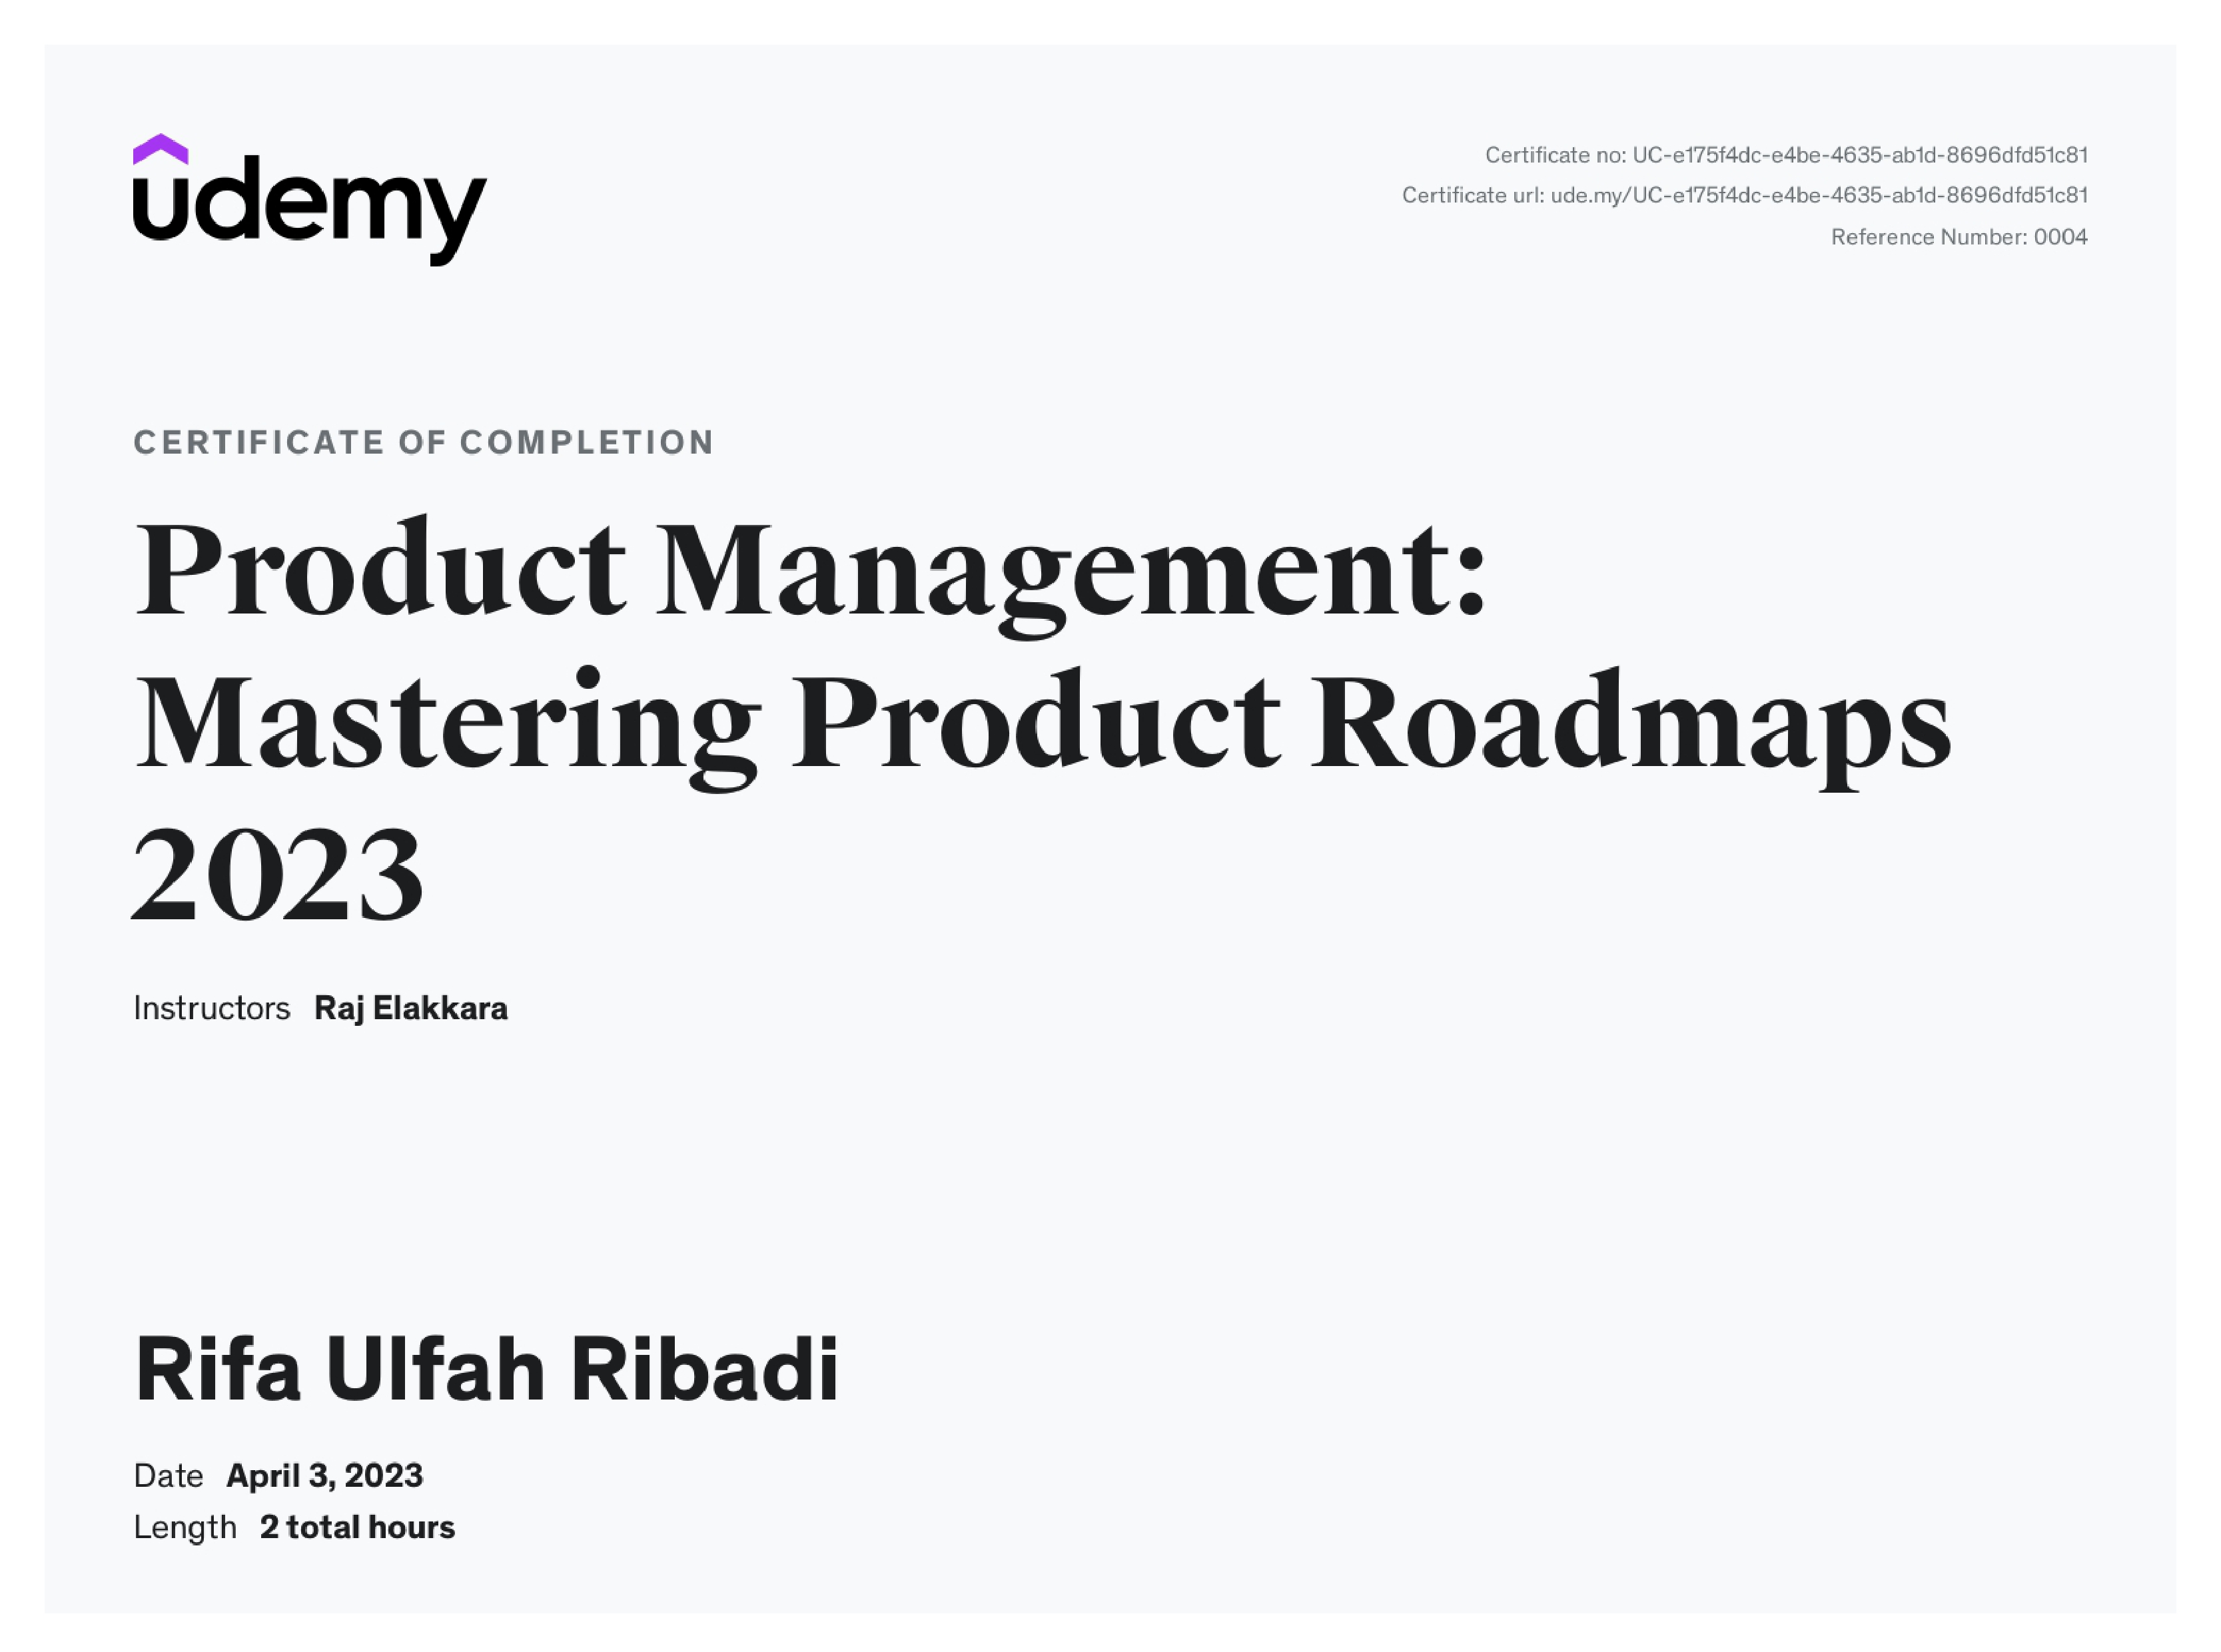 udemy
Certificate no: UC-e175f4dc-e4be-4635-ab1d-8696dfd51c81
Certificate url: ude.my/UC-e175f4dc-e4be-4635-ab1d-8696dfd51c81
Reference Number: 0004
CERTIFICATE OF COMPLETION
Product Management:
Mastering Product Roadmaps
2023
Instructors Raj Elakkara
Rifa Ulfah Ribadi
Date April 3, 2023
Length 2 total hours